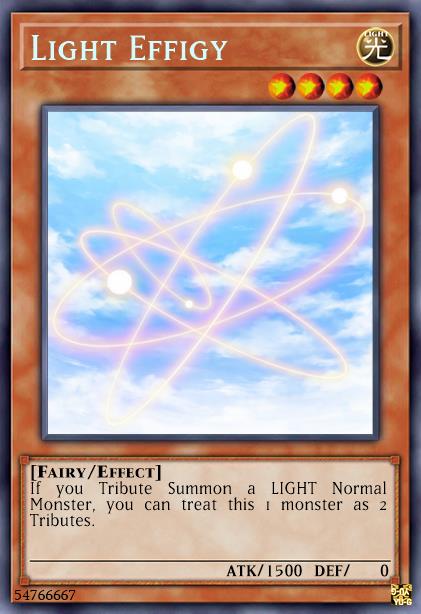 Light Effigy
LIGHT
光
[Fairy/Effect]
If you Tribute Summon a LIGHT Normal
Monster, you can treat this 1 monster as 2
Tributes.
ATK/1500 DEF/ 0
54766667